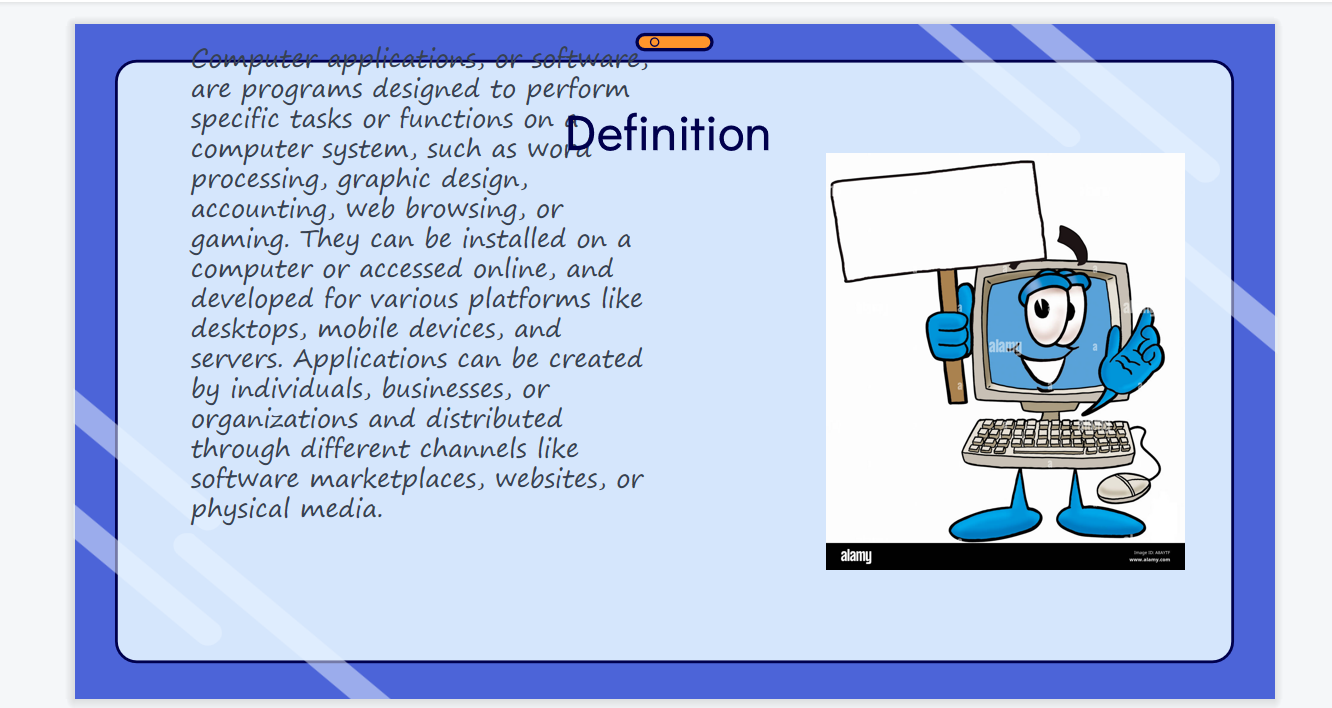 Computer applications, or software,
are programs designed to perform
specific tasks or functions on a
computer system, such as word
processing, graphic design,
accounting, web browsing, or
gaming. They can be installed on a
computer or accessed online, and
developed for various platforms like
desktops, mobile devices, and
servers. Applications can be created
by individuals, businesses, or
organizations and distributed
through different channels like
software marketplaces, websites, or
physical media.
Definition
alamy
a
a
a
a
a
alamy
Image ID: A8AYTF
www.alamy.com